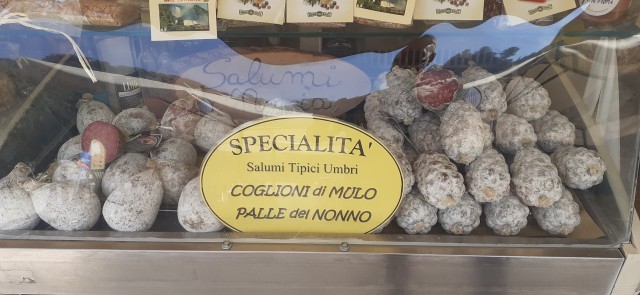 Salumi
SPECIALITA'
Salumi Tipici Umbri
COGLIONI di MULO
PALLE del NONNO